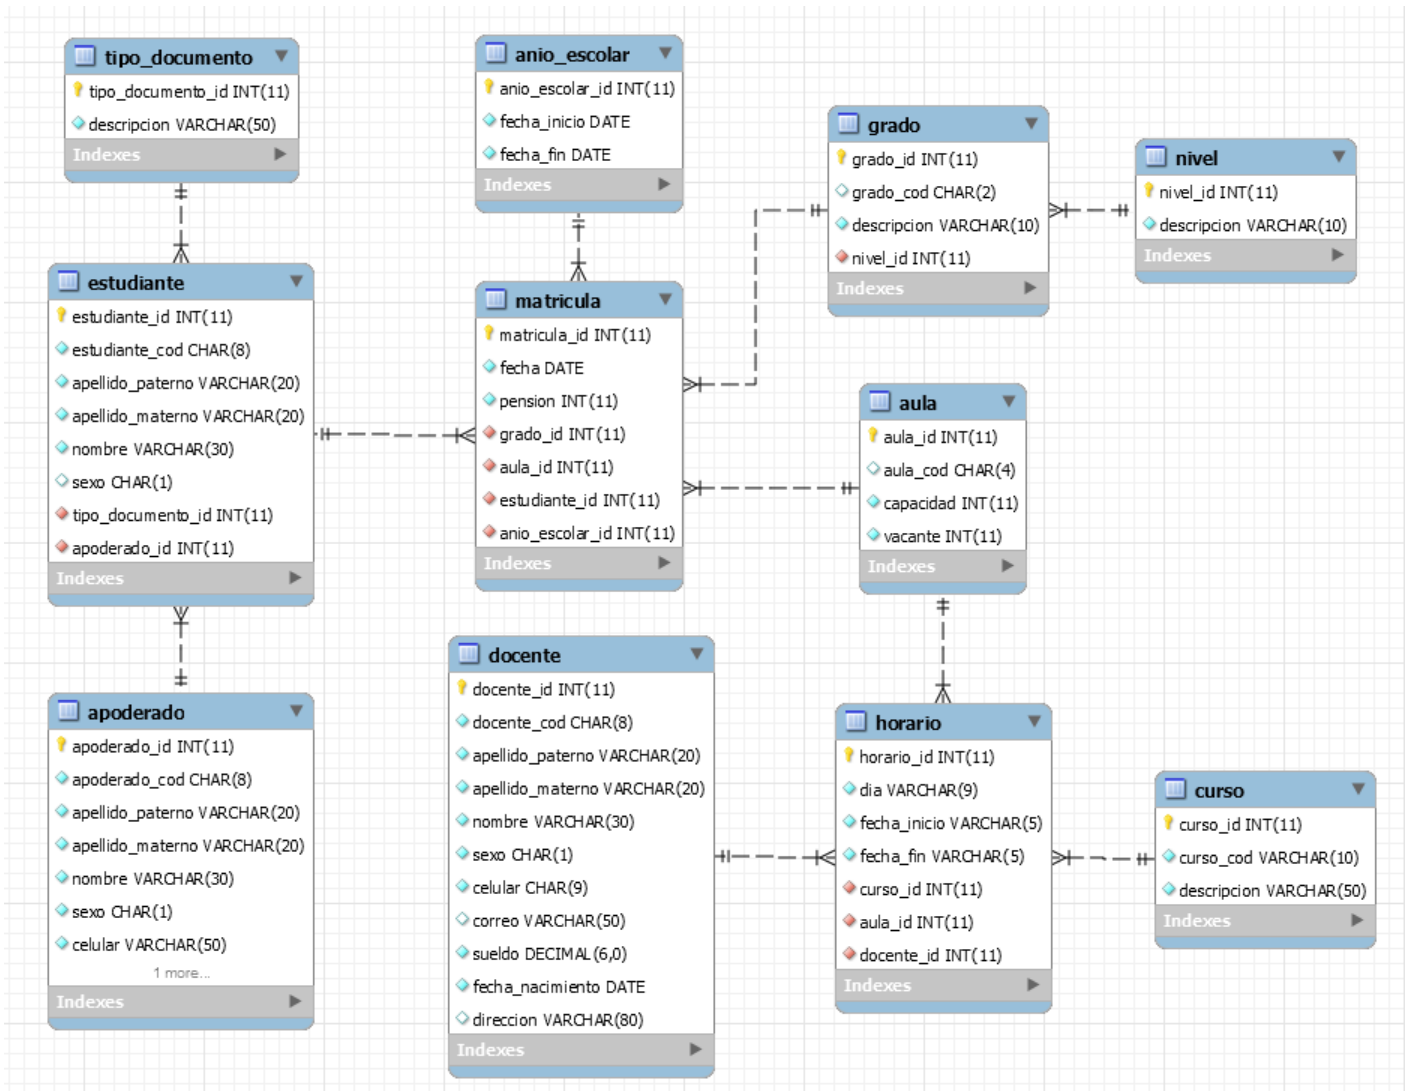 tipo_documento
tipo_documento_id INT(11)
descripcion VARCHAR(50)
Indexes
anio_escolar
anio_escolar_id INT(11)
fecha_inicio DATE
fecha_fin DATE
Indexes
grado
grado_id INT(11)
grado_cod CHAR(2)
descripcion VARCHAR(10)
nivel_id INT(11)
Indexes
nivel
nivel_id INT(11)
descripcion VARCHAR(10)
Indexes
estudiante
estudiante_id INT(11)
estudiante_cod CHAR(8)
apellido_paterno VARCHAR(20)
apellido_materno VARCHAR(20)
nombre VARCHAR(30)
sexo CHAR(1)
tipo_documento_id INT(11)
apoderado_id INT(11)
Indexes
matricula
matricula_id INT(11)
fecha DATE
pension INT(11)
grado_id INT(11)
aula_id INT(11)
estudiante_id INT(11)
anio_escolar_id INT(11)
Indexes
aula
aula_id INT(11)
aula_cod CHAR(4)
capacidad INT(11)
vacante INT(11)
Indexes
apoderado
apoderado_id INT(11)
apoderado_cod CHAR(8)
apellido_paterno VARCHAR(20)
apellido_materno VARCHAR(20)
nombre VARCHAR(30)
sexo CHAR(1)
celular VARCHAR(50)
1 more...
Indexes
docente
docente_id INT(11)
docente_cod CHAR(8)
apellido_paterno VARCHAR(20)
apellido_materno VARCHAR(20)
nombre VARCHAR(30)
sexo CHAR(1)
celular CHAR(9)
correo VARCHAR(50)
sueldo DECIMAL(6,0)
fecha_nacimiento DATE
direccion VARCHAR(80)
Indexes
horario
horario_id INT(11)
dia VARCHAR(9)
fecha_inicio VARCHAR(5)
fecha_fin VARCHAR(5)
curso_id INT(11)
aula_id INT(11)
docente_id INT(11)
Indexes
curso
curso_id INT(11)
curso_cod VARCHAR(10)
descripcion VARCHAR(50)
Indexes